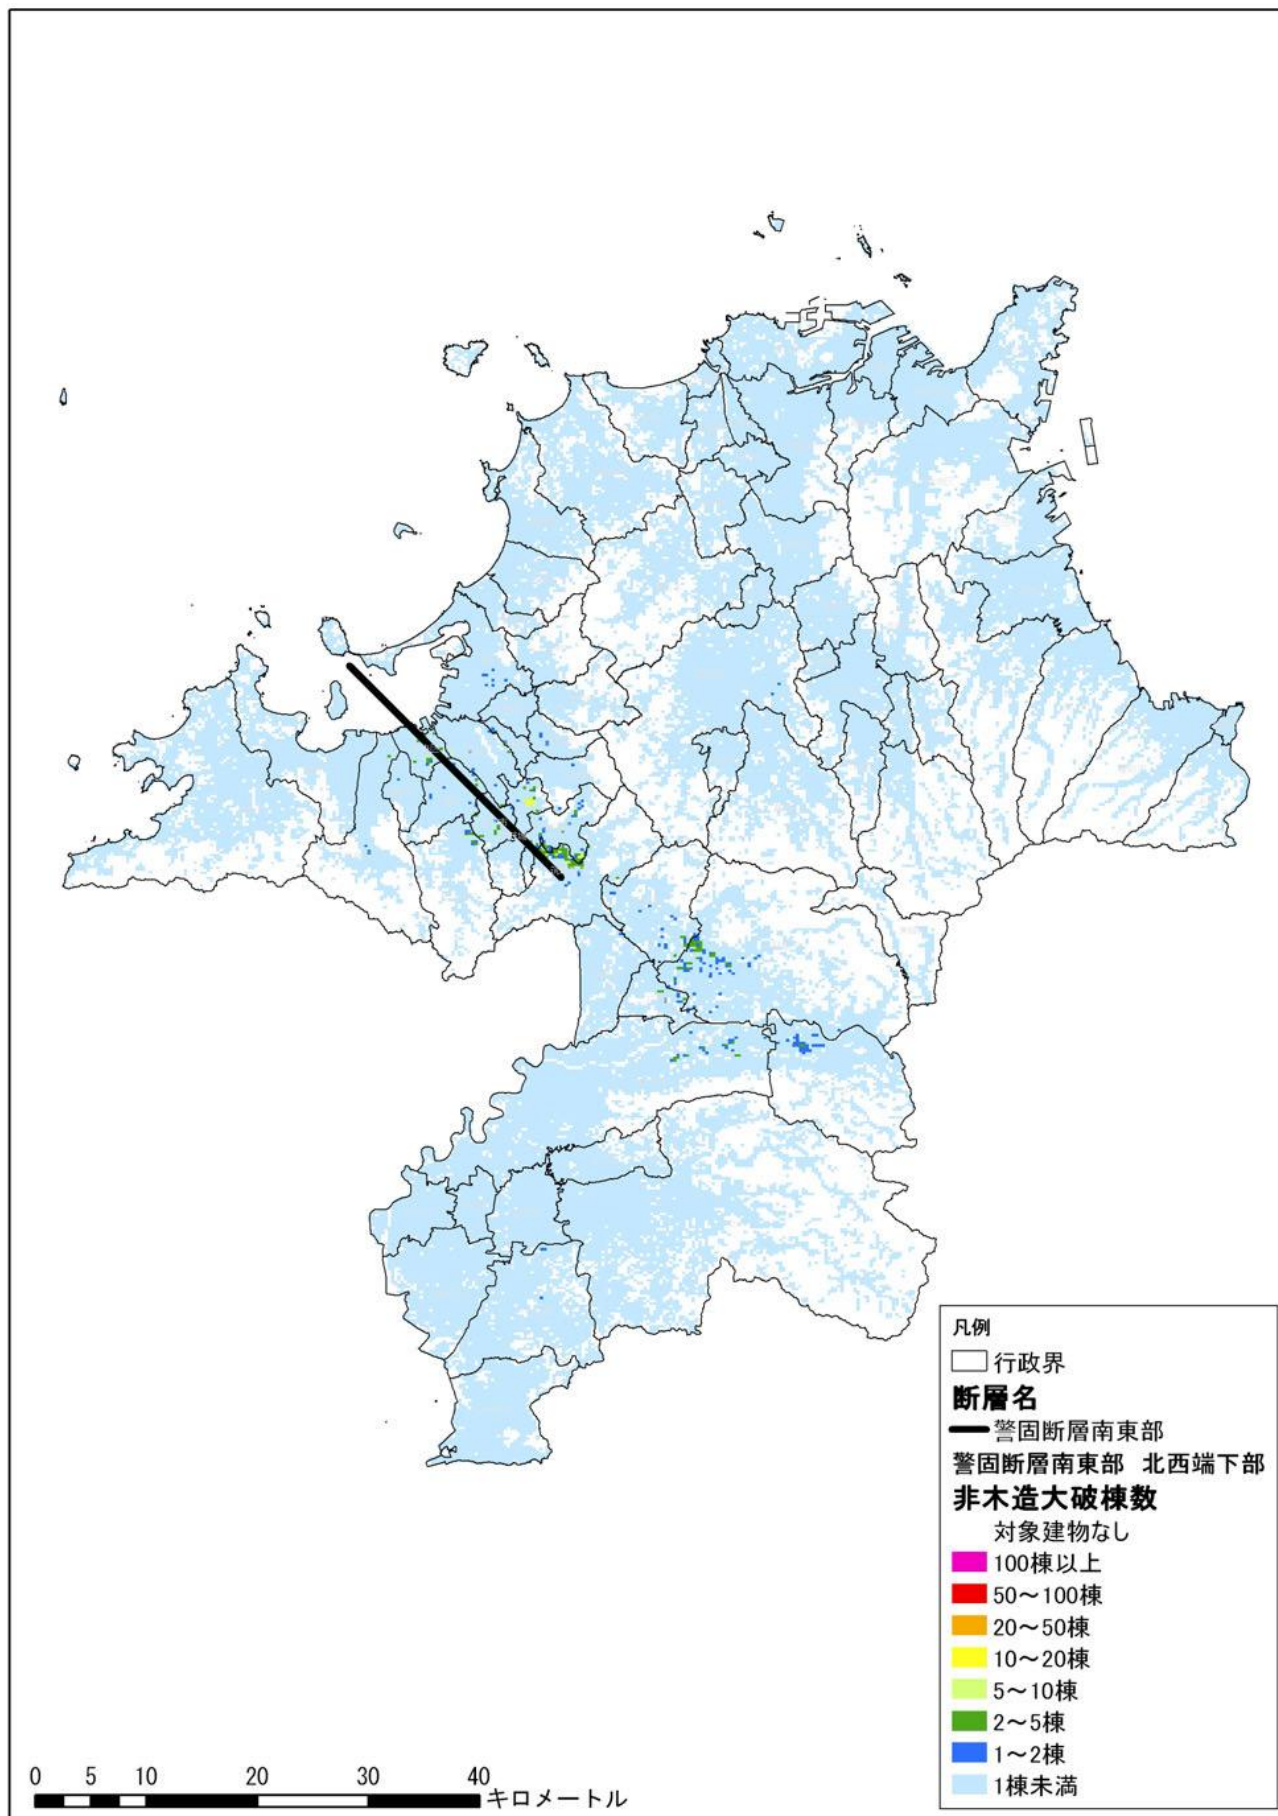 凡例
行政界
断層名
警固断層南東部
警固断層南東部 北西端下部
非木造大破棟数
対象建物なし
100棟以上
50～100棟
20～50棟
10～20棟
5～10棟
2～5棟
1～2棟
1棟未満
0 5 10 20 30 40
キロメートル